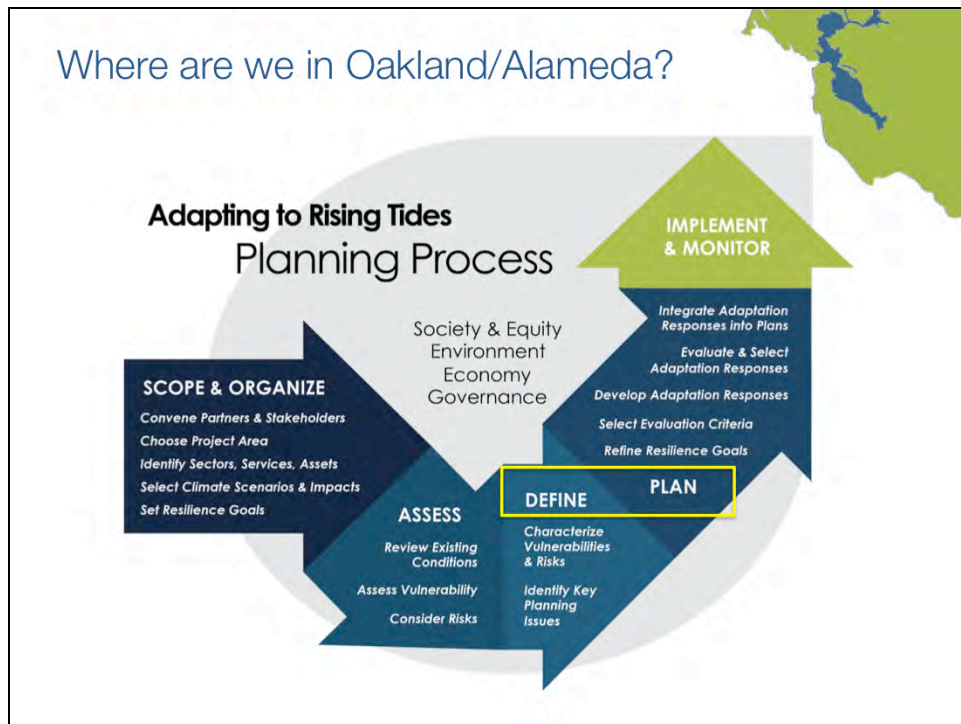 Where are we in Oakland/Alameda?
Adapting to Rising Tides
Planning Process
Society & Equity
Environment
Economy
Governance
SCOPE & ORGANIZE
Convene Partners & Stakeholders
Choose Project Area
Identify Sectors, Services, Assets
Select Climate Scenarios & Impacts
Set Resilience Goals
ASSESS
Review Existing
Conditions
Assess Vulnerability
Consider Risks
DEFINE
Characterize
Vulnerabilities
& Risks
Identify Key
Planning
Issues
PLAN
Refine Resilience Goals
Select Evaluation Criteria
Develop Adaptation Responses
Evaluate & Select
Adaptation Responses
Integrate Adaptation
Responses into Plans
IMPLEMENT
& MONITOR